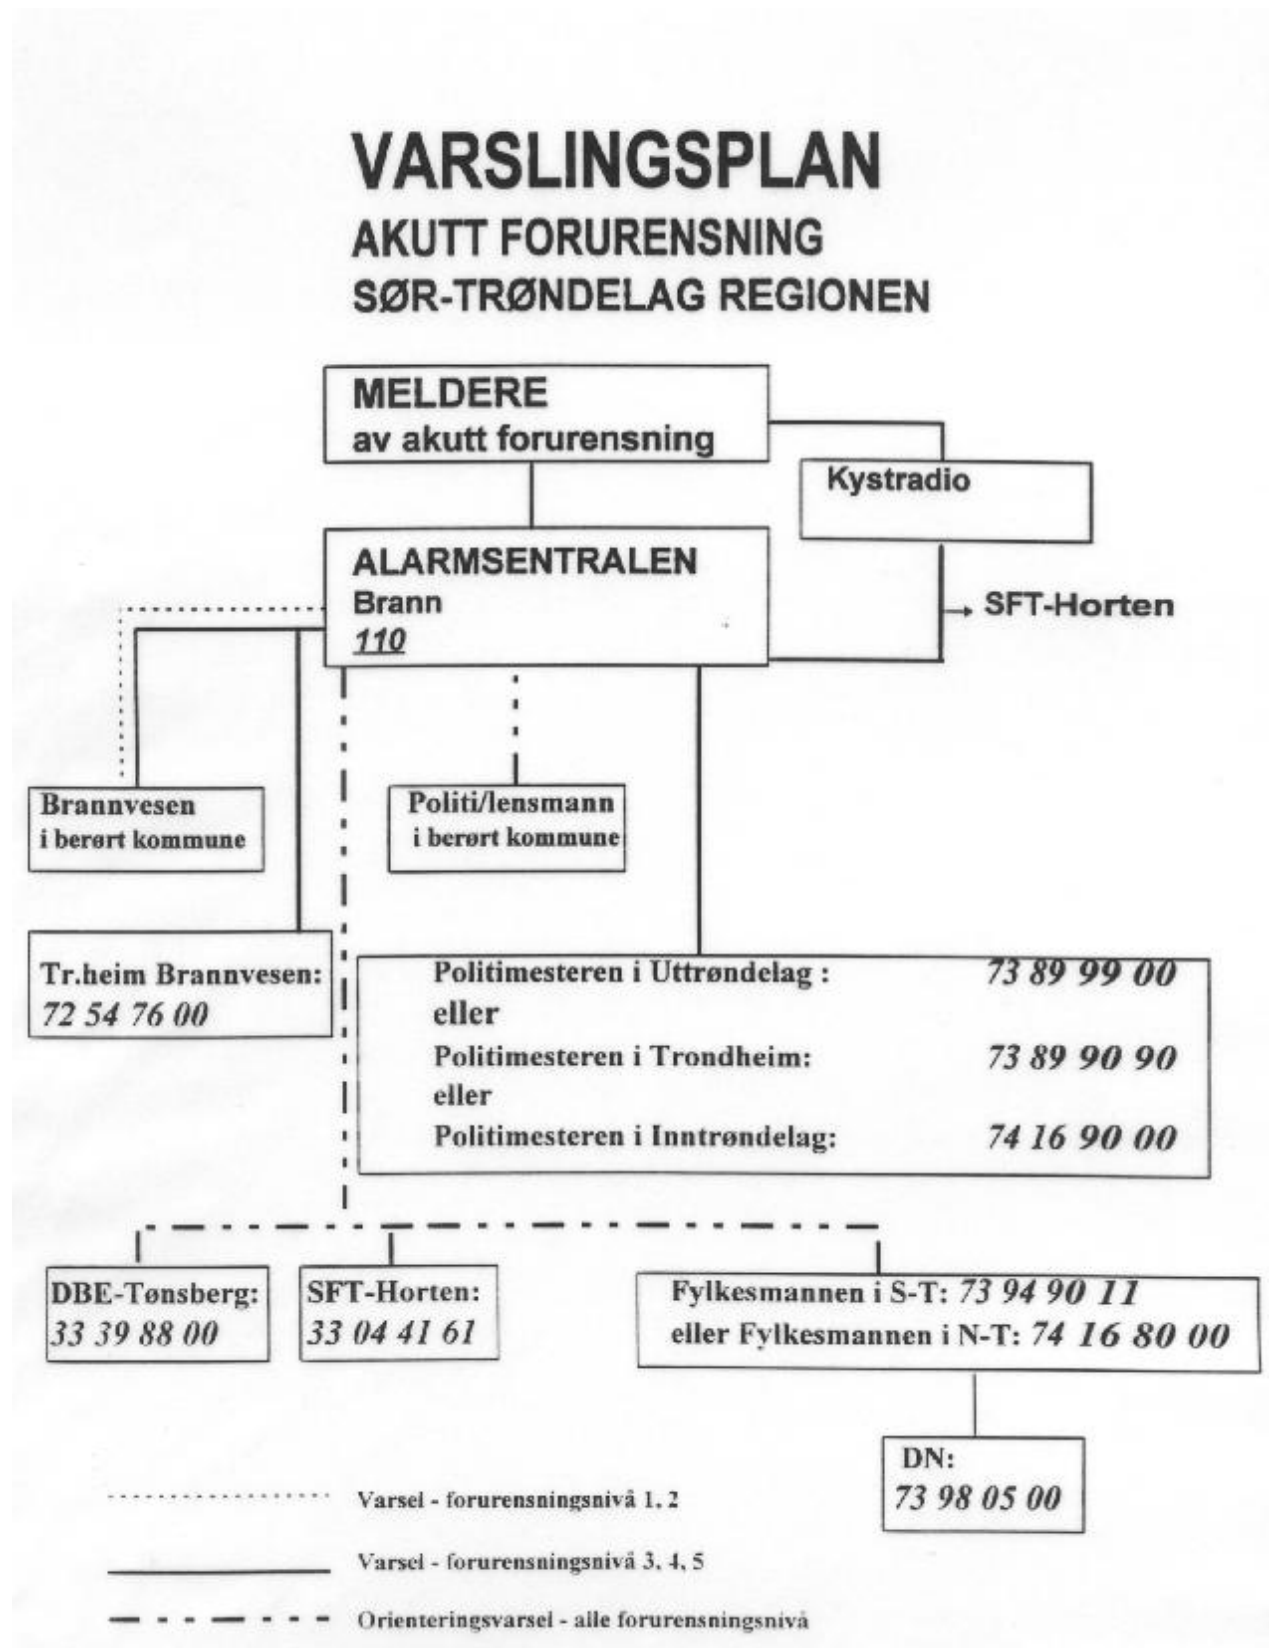 VARSLINGSPLAN
AKUTT FORURENSNING
SØR-TRØNDELAG REGIONEN
MELDERE
av akutt forurensning
Kystradio
ALARMSENTRALEN
Brann
110
SFT-Horten
Brannvesen
i berørt kommune
Politi/lensmann
i berørt kommune
Tr.heim Brannvesen:
72 54 76 00
Politimesteren i Uttrøndelag : 73 89 99 00
eller
Politimesteren i Trondheim: 73 89 90 90
eller
Politimesteren i Inntrøndelag: 74 16 90 00
DBE-Tønsberg:
33 39 88 00
SFT-Horten:
33 04 41 61
Fylkesmannen i S-T: 73 94 90 11
eller Fylkesmannen i N-T: 74 16 80 00
DN:
73 98 05 00
Varsel - forurensningsnivå 1, 2
Varsel - forurensningsnivå 3, 4, 5
Orienteringsvarsel - alle forurensningsnivå